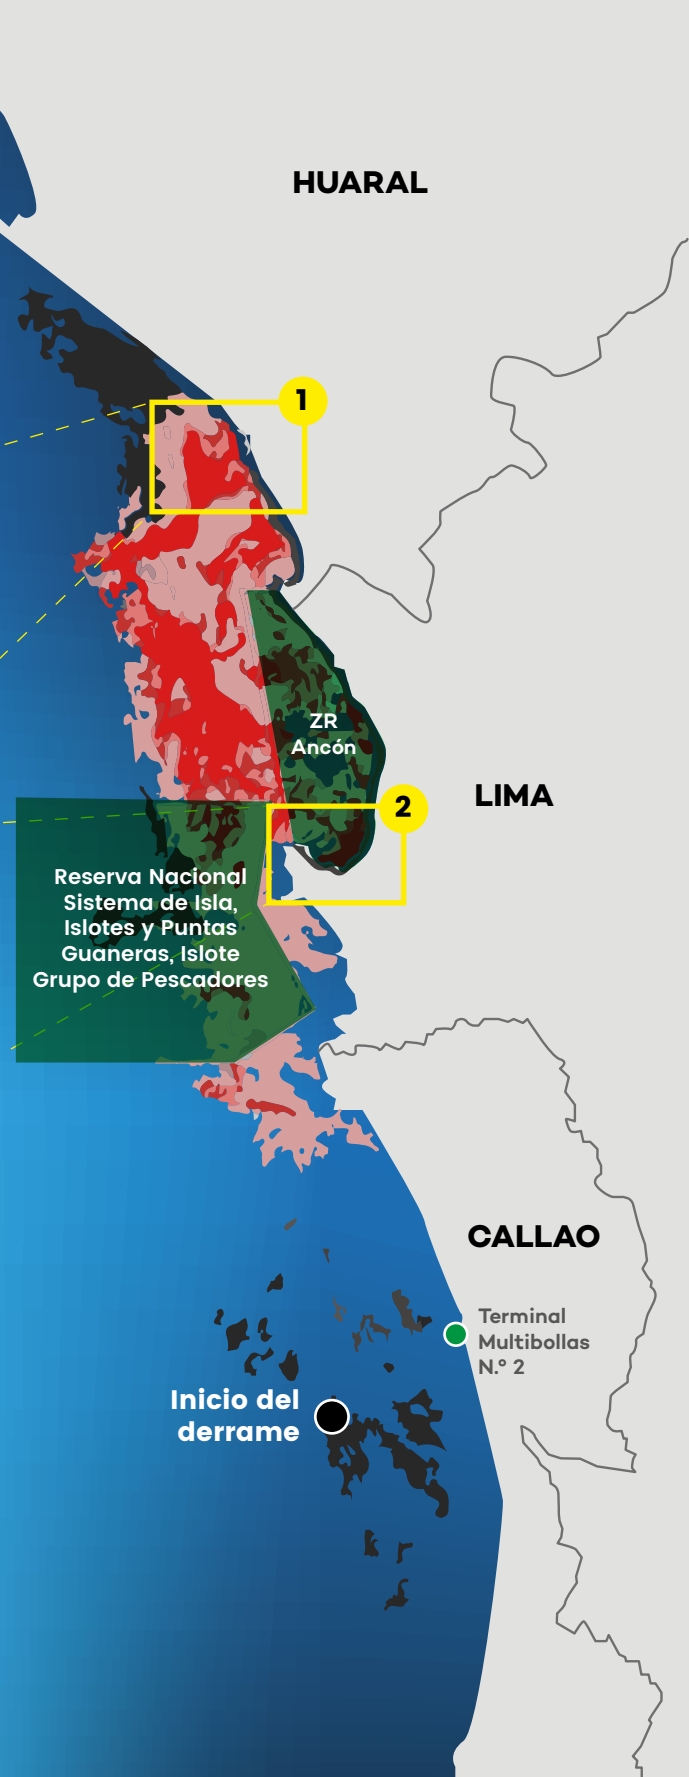 HUARAL
1
ZR
Ancón
LIMA
2
Reserva Nacional
Sistema de Isla,
Islotes y Puntas
Guaneras, Islote
Grupo de Pescadores
CALLAO
Terminal
Multibollas
N.° 2
Inicio del
derrame